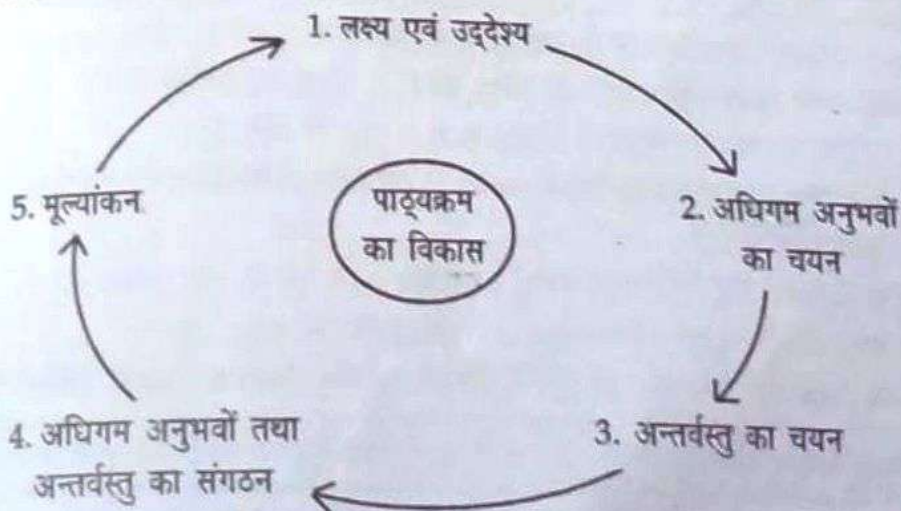 1. लक्ष्य एवं उद्देश्य
5. मूल्यांकन
पाठ्यक्रम
का विकास
2. अधिगम अनुभवों
का चयन
4. अधिगम अनुभवों तथा
अन्तर्वस्तु का संगठन
3. अन्तर्वस्तु का चयन